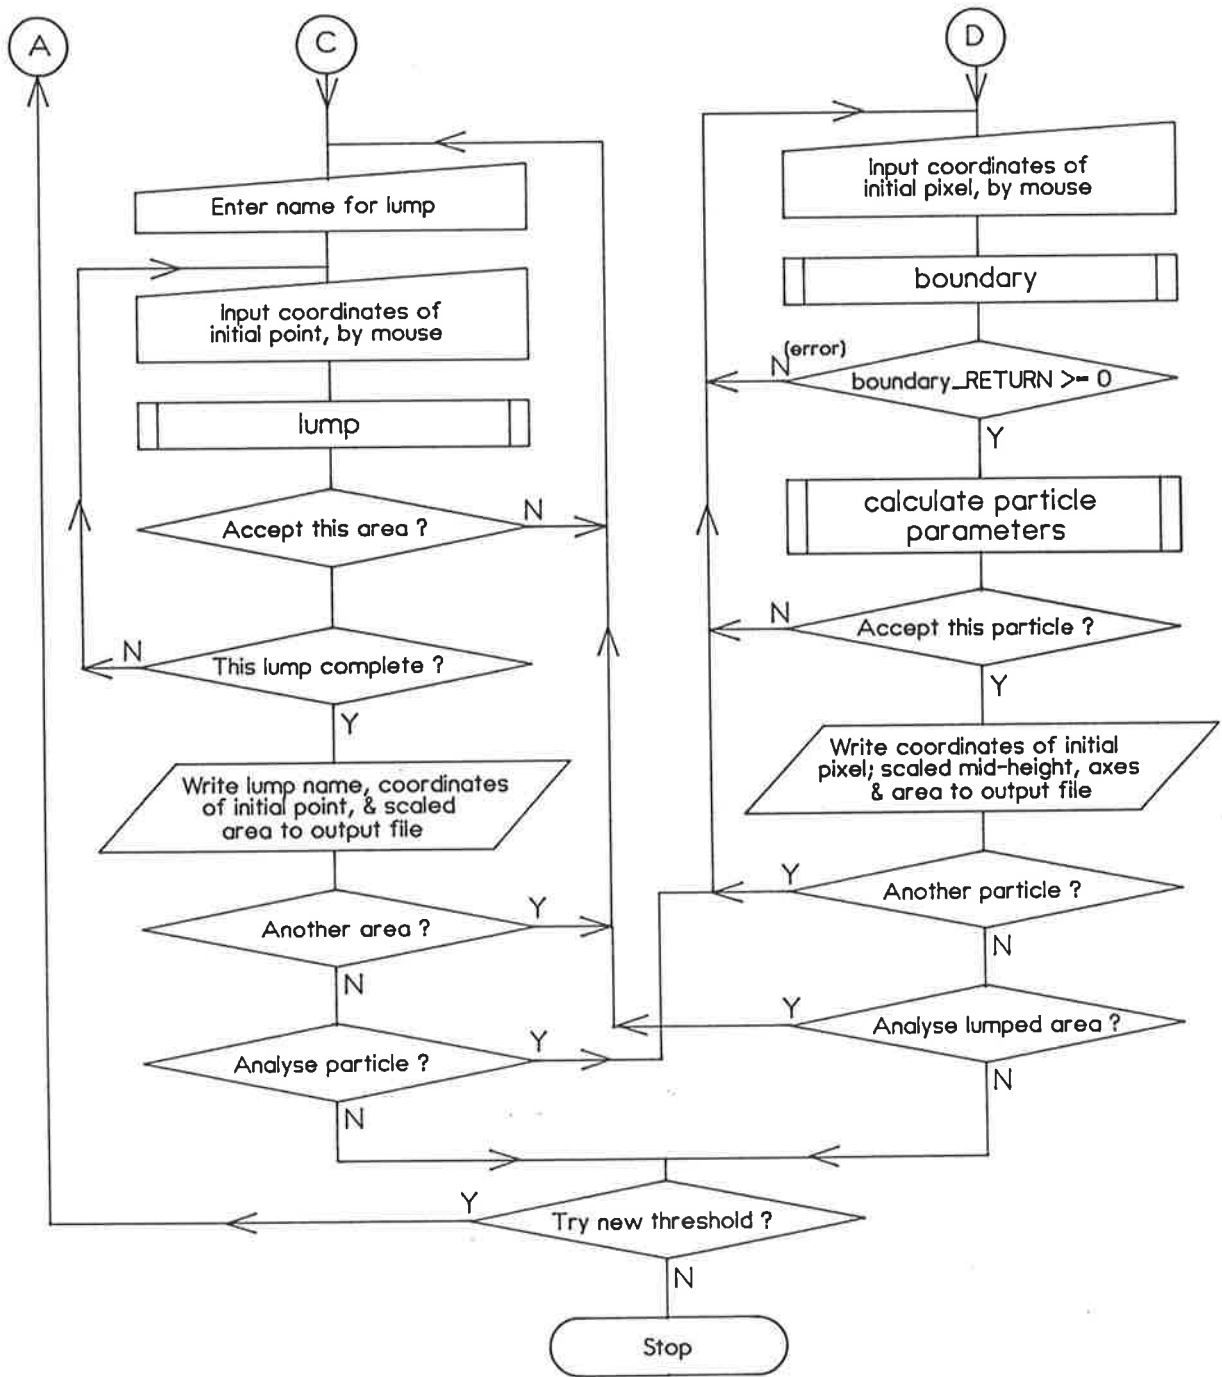 A
C
D
Enter name for lump
Input coordinates of
initial point, by mouse
lump
Accept this area ?
N
This lump complete ?
N
Y
Write lump name, coordinates
of initial point, & scaled
area to output file
Another area ?
Y
N
Analyse particle ?
Y
N
Input coordinates of
initial pixel, by mouse
boundary
N (error)
boundary_RETURN >= 0
Y
calculate particle
parameters
N
Accept this particle ?
Y
Write coordinates of initial
pixel; scaled mid-height, axes
& area to output file
Y
Another particle ?
N
Y
Analyse lumped area ?
N
Y
Try new threshold ?
N
Stop